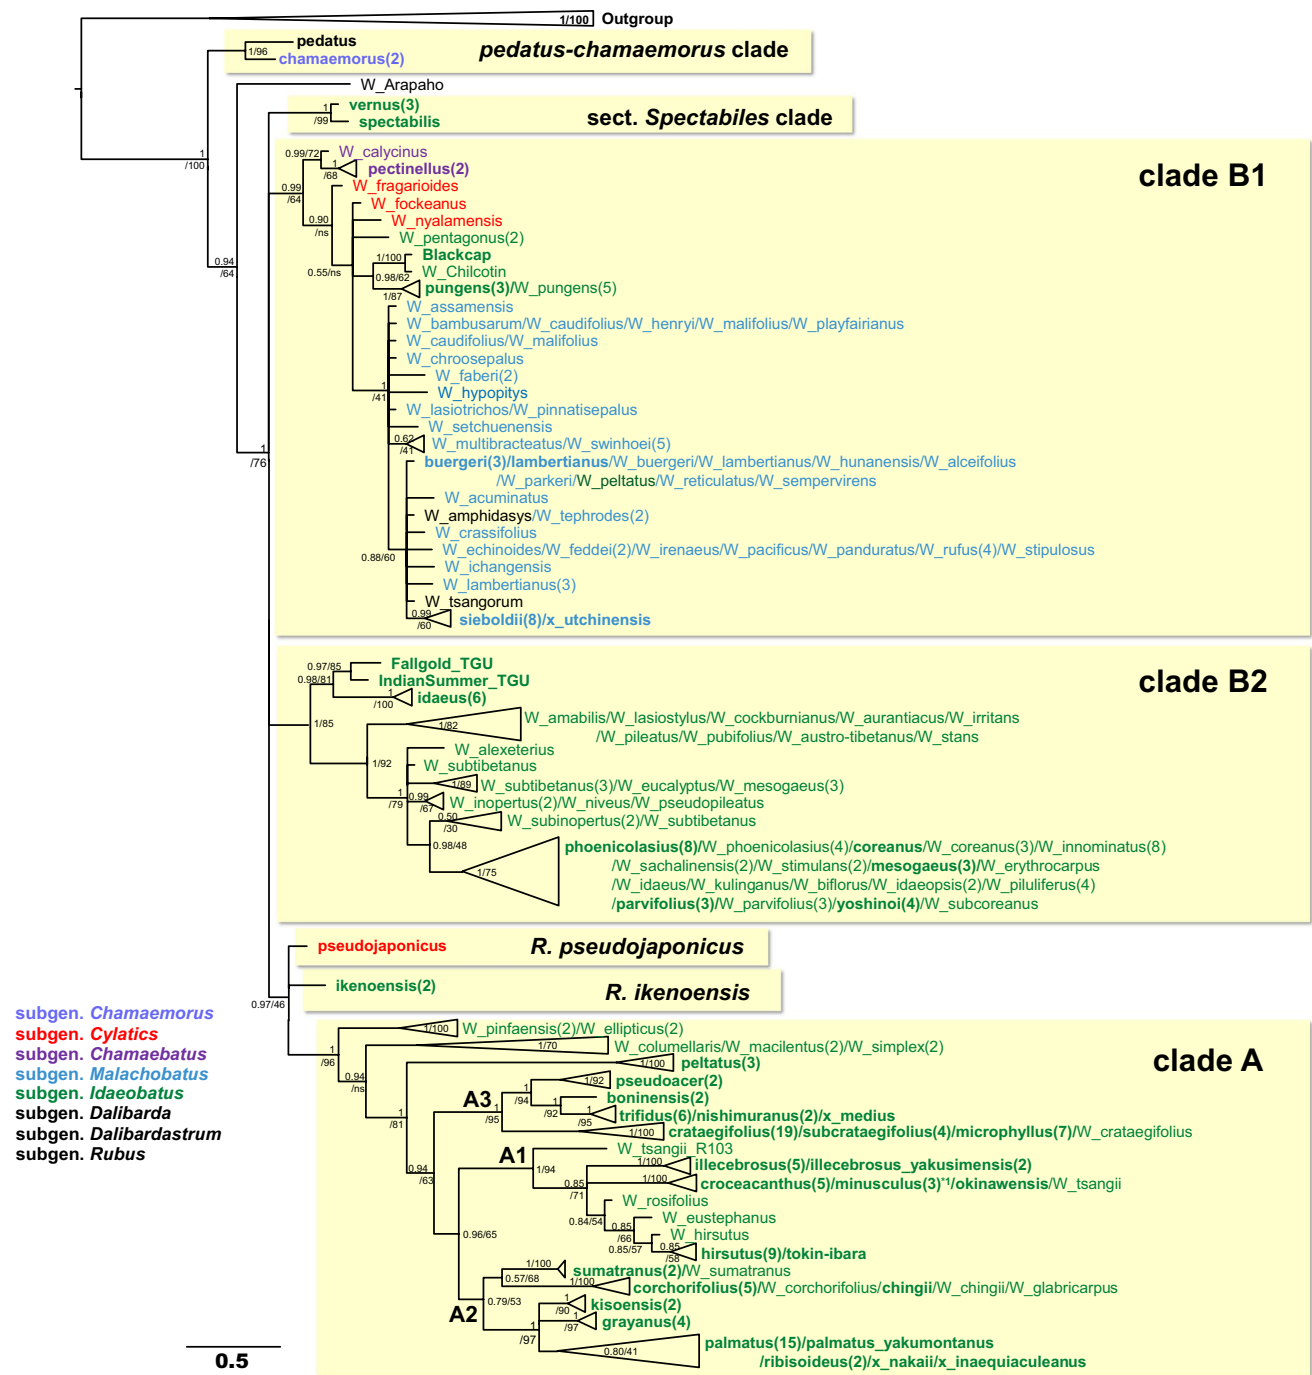 1/100 Outgroup
pedatus
1/96
chamaemorus(2)
pedatus-chamaemorus clade
W_Arapaho
vernus(3)
1
/99
spectabilis
sect. Spectabiles clade
1
/100
0.94
/64
1
/76
clade B1
0.99/72
W_calycinus
1
/68
pectinellus(2)
0.99
/64
W_fragarioides
W_fockeanus
0.90
/ns
W_nyalamensis
W_pentagonus(2)
0.55/ns
1/100
Blackcap
W_Chilcotin
0.98/62
1/87
pungens(3)/W_pungens(5)
W_assamensis
W_bambusarum/W_caudifolius/W_henryi/W_malifolius/W_playfairianus
W_caudifolius/W_malifolius
W_chroosepalus
W_faberi(2)
1
/41
W_hypopitys
W_lasiotrichos/W_pinnatisepalus
W_setchuenensis
0.62
/41
W_multibracteatus/W_swinhoei(5)
buergeri(3)/lambertianus/W_buergeri/W_lambertianus/W_hunanensis/W_alceifolius
/W_parkeri/W_peltatus/W_reticulatus/W_sempervirens
W_acuminatus
W_amphidasys/W_tephrodes(2)
W_crassifolius
W_echinoides/W_feddei(2)/W_irenaeus/W_pacificus/W_panduratus/W_rufus(4)/W_stipulosus
0.88/60
W_ichangensis
W_lambertianus(3)
W_tsangorum
0.99
/60
sieboldii(8)/x_utchinensis
clade B2
0.97/85
Fallgold_TGU
0.98/81
IndianSummer_TGU
1
/100
idaeus(6)
1/85
1/82
W_amabilis/W_lasiostylus/W_cockburnianus/W_aurantiacus/W_irritans
/W_pileatus/W_pubifolius/W_austro-tibetanus/W_stans
1/92
W_alexeterius
W_subtibetanus
1/89
W_subtibetanus(3)/W_eucalyptus/W_mesogaeus(3)
1
/79
0.99
/67
W_inopertus(2)/W_niveus/W_pseudopileatus
0.50
/30
W_subinopertus(2)/W_subtibetanus
0.98/48
1/75
phoenicolasius(8)/W_phoenicolasius(4)/coreanus/W_coreanus(3)/W_innominatus(8)
/W_sachalinensis(2)/W_stimulans(2)/mesogaeus(3)/W_erythrocarpus
/W_idaeus/W_kulinganus/W_biflorus/W_idaeopsis(2)/W_piluliferus(4)
/parvifolius(3)/W_parvifolius(3)/yoshinoi(4)/W_subcoreanus
pseudojaponicus
R. pseudojaponicus
ikenoensis(2)
R. ikenoensis
0.97/46
subgen. Chamaemorus
subgen. Cylatics
subgen. Chamaebatus
subgen. Malachobatus
subgen. Idaeobatus
subgen. Dalibarda
subgen. Dalibardastrum
subgen. Rubus
clade A
1/100
W_pinfaensis(2)/W_ellipticus(2)
1
/96
1/70
W_columellaris/W_macilentus(2)/W_simplex(2)
1/100
peltatus(3)
0.94
/ns
1/92
pseudoacer(2)
A3
1
/94
boninensis(2)
1
/92
1
/95
trifidus(6)/nishimuranus(2)/x_medius
1
/95
1
/81
1/100
crataegifolius(19)/subcrataegifolius(4)/microphyllus(7)/W_crataegifolius
W_tsangii_R103
A1
1/94
1/100
illecebrosus(5)/illecebrosus_yakusimensis(2)
0.94
/63
1/100
croceacanthus(5)/minusculus(3)*1/okinawensis/W_tsangii
0.85
/71
W_rosifolius
0.84/54
W_eustephanus
0.85
/66
W_hirsutus
0.85/57
0.85
/58
hirsutus(9)/tokin-ibara
0.96/65
1/100
sumatranus(2)/W_sumatranus
0.57/68
1/100
corchorifolius(5)/W_corchorifolius/chingii/W_chingii/W_glabricarpus
A2
0.79/53
1
/90
kisoensis(2)
1
/97
grayanus(4)
1
/97
0.80/41
palmatus(15)/palmatus_yakumontanus
/ribisoideus(2)/x_nakaii/x_inaequiaculeanus
0.5